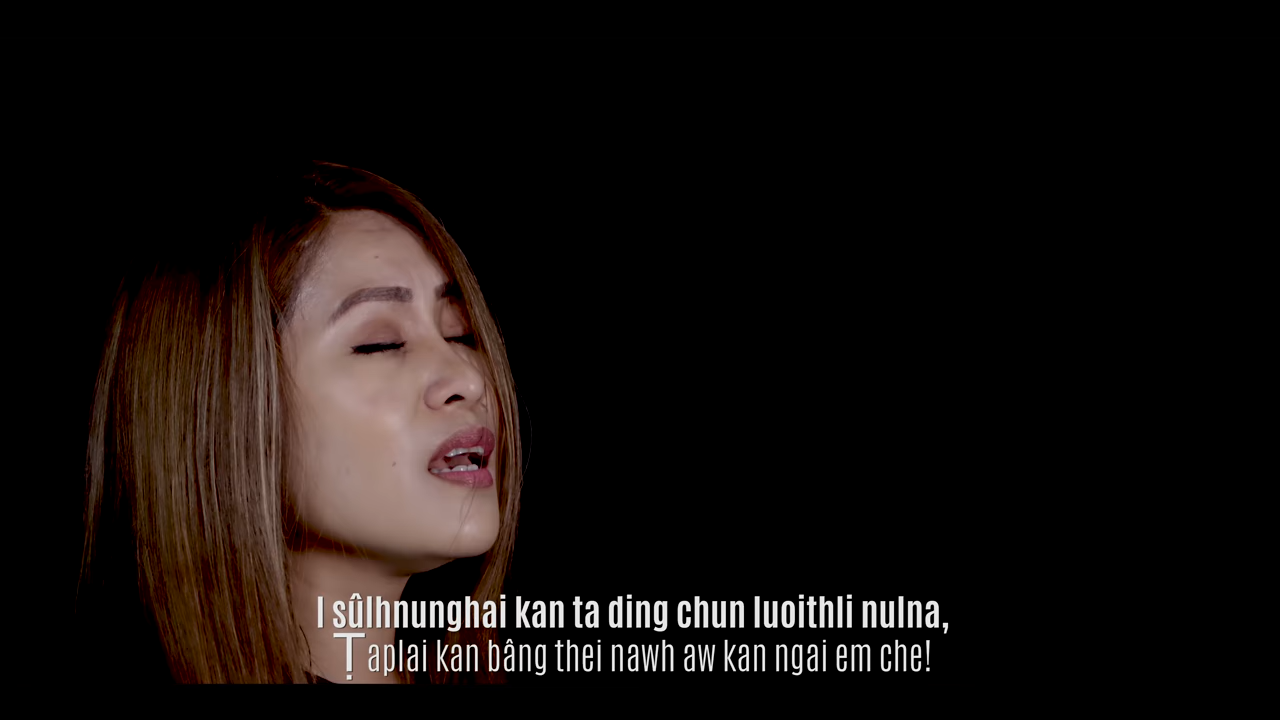 I sûlhnunghai kan ta ding chun luoithli nulna,
Ṭaplai kan bâng thei nawh aw kan ngai em che!